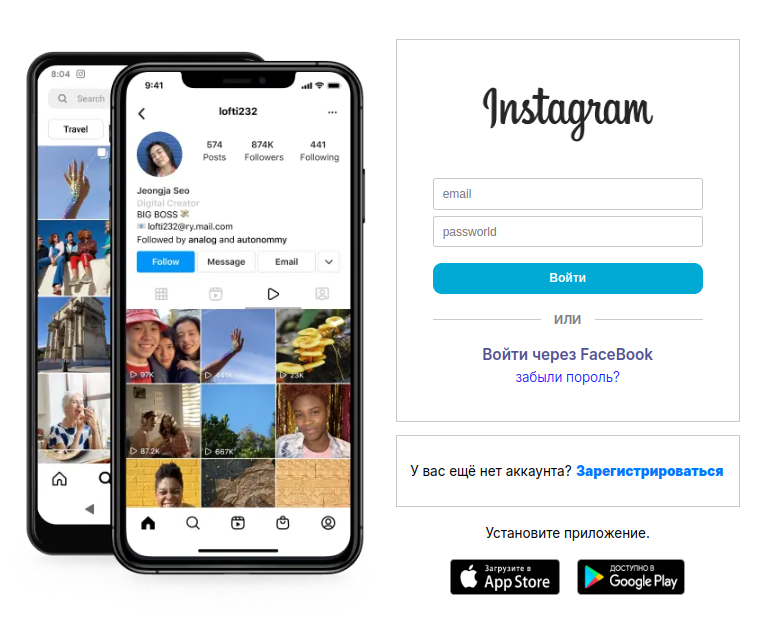 8:04
Search
Travel
9:41
lofti232
574
874K
441
Posts
Followers
Following
Jeongja Seo
Digital Creator
BIG BOSS
lofti232@ry.mail.com
Followed by analog and autonommy
Follow
Message
Email
97K
441K
23K
87.2K
667K
Instagram
email
passworld
Войти
ИЛИ
Войти через FaceBook
забыли пороль?
У вас ещё нет аккаунта? Зарегистрироваться
Установите приложение.
Загрузите в
App Store
ДОСТУПНО В
Google Play